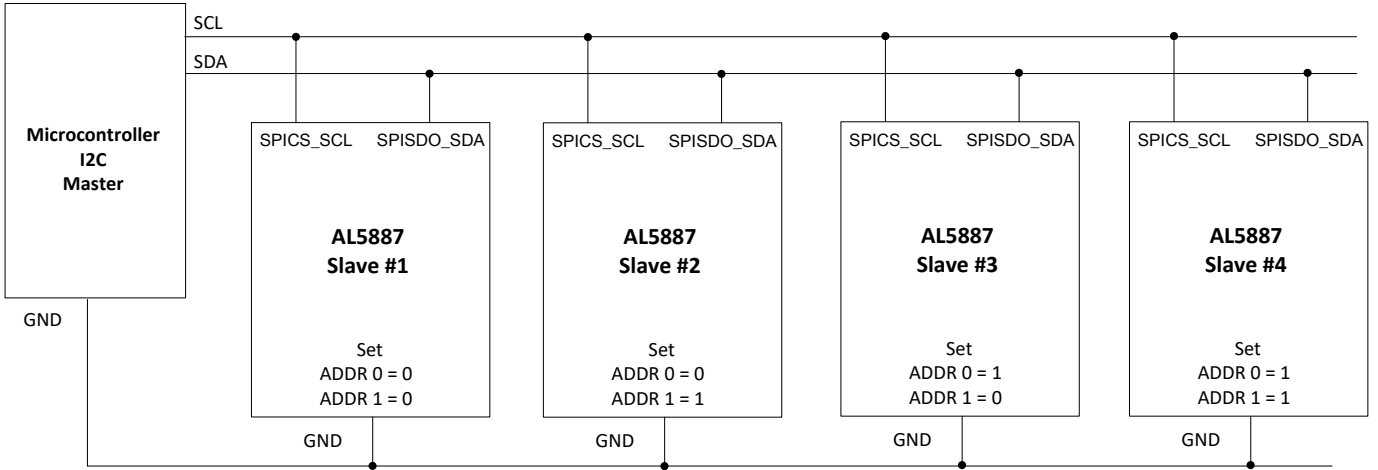 SCL
SDA
Microcontroller
I2C
Master
GND
SPICS_SCL SPISDO_SDA
AL5887
Slave #1
Set
ADDR 0 = 0
ADDR 1 = 0
GND
SPICS_SCL SPISDO_SDA
AL5887
Slave #2
Set
ADDR 0 = 0
ADDR 1 = 1
GND
SPICS_SCL SPISDO_SDA
AL5887
Slave #3
Set
ADDR 0 = 1
ADDR 1 = 0
GND
SPICS_SCL SPISDO_SDA
AL5887
Slave #4
Set
ADDR 0 = 1
ADDR 1 = 1
GND